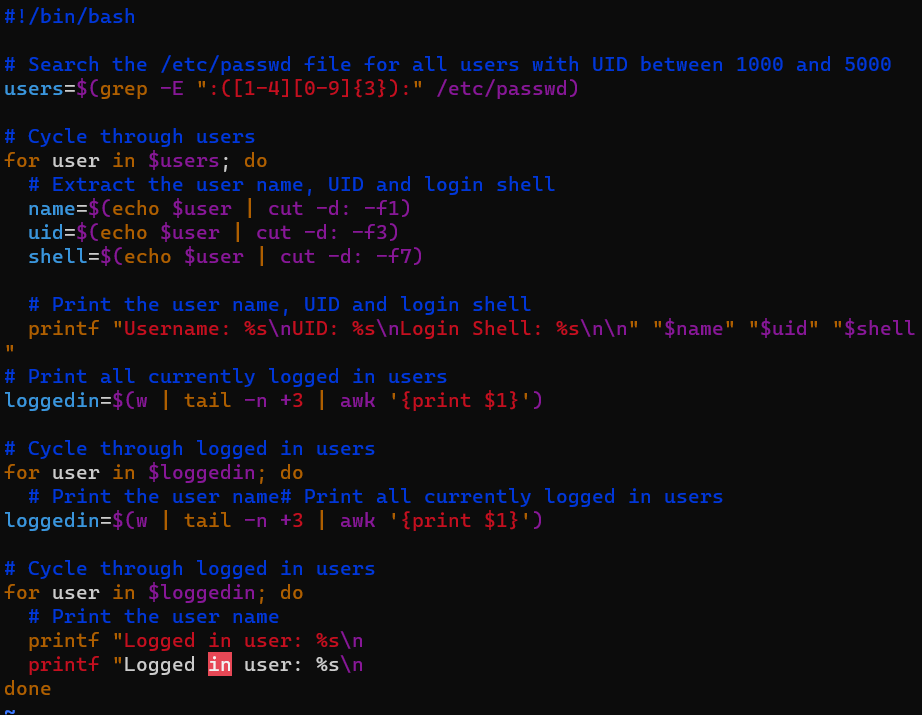 #!/bin/bash

# Search the /etc/passwd file for all users with UID between 1000 and 5000
users=$(grep -E ":([1-4][0-9]{3}):" /etc/passwd)

# Cycle through users
for user in $users; do
  # Extract the user name, UID and login shell
  name=$(echo $user | cut -d: -f1)
  uid=$(echo $user | cut -d: -f3)
  shell=$(echo $user | cut -d: -f7)

  # Print the user name, UID and login shell
  printf "Username: %s\nUID: %s\nLogin Shell: %s\n\n" "$name" "$uid" "$shell
"
# Print all currently logged in users
loggedin=$(w | tail -n +3 | awk '{print $1}')

# Cycle through logged in users
for user in $loggedin; do
  # Print the user name# Print all currently logged in users
loggedin=$(w | tail -n +3 | awk '{print $1}')

# Cycle through logged in users
for user in $loggedin; do
  # Print the user name
  printf "Logged in user: %s\n
  printf "Logged in user: %s\n
done
~